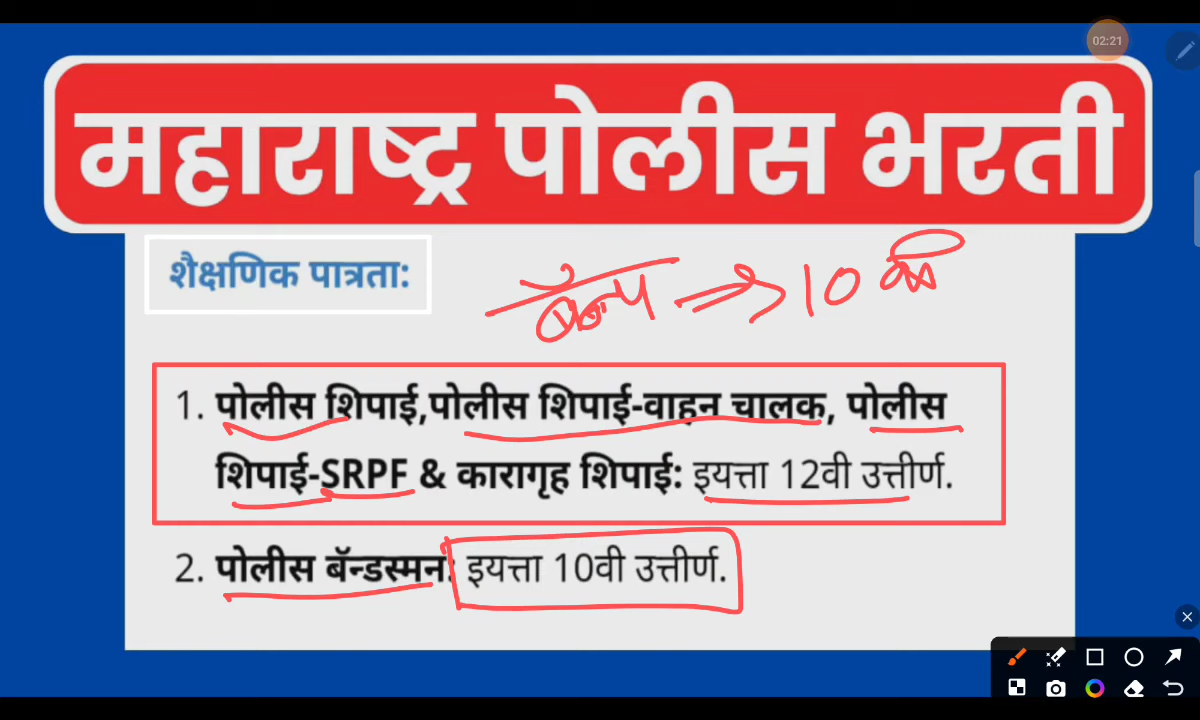 02:21
महाराष्ट्र पोलीस भरती
शैक्षणिक पात्रता:
10 वी
1. पोलीस शिपाई,पोलीस शिपाई-वाहन चालक, पोलीस
शिपाई-SRPF & कारागृह शिपाई: इयत्ता 12वी उत्तीर्ण.
2. पोलीस बॅन्डस्मन: इयत्ता 10वी उत्तीर्ण.